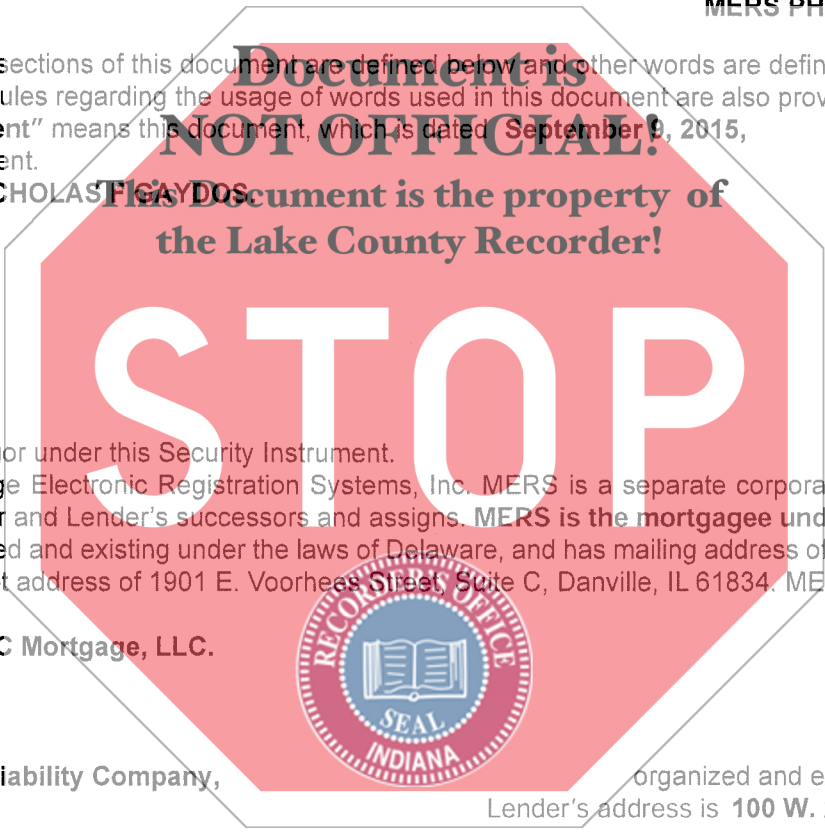 MERS PH
sections of this document are defined below and other words are defin
ules regarding the usage of words used in this document are also prov
ent” means this document, which is dated September 9, 2015,
ent.
CHOLAS F GAYDOS.
Document is
NOT OFFICIAL!
This Document is the property of
the Lake County Recorder!
STOP
or under this Security Instrument.
ge Electronic Registration Systems, Inc. MERS is a separate corpora
r and Lender's successors and assigns. MERS is the mortgagee und
ed and existing under the laws of Delaware, and has mailing address of
t address of 1901 E. Voorhees Street, Suite C, Danville, IL 61834. ME
C Mortgage, LLC.
RECORDER'S OFFICE
SEAL
INDIANA
iability Company,
organized and e
Lender's address is 100 W.